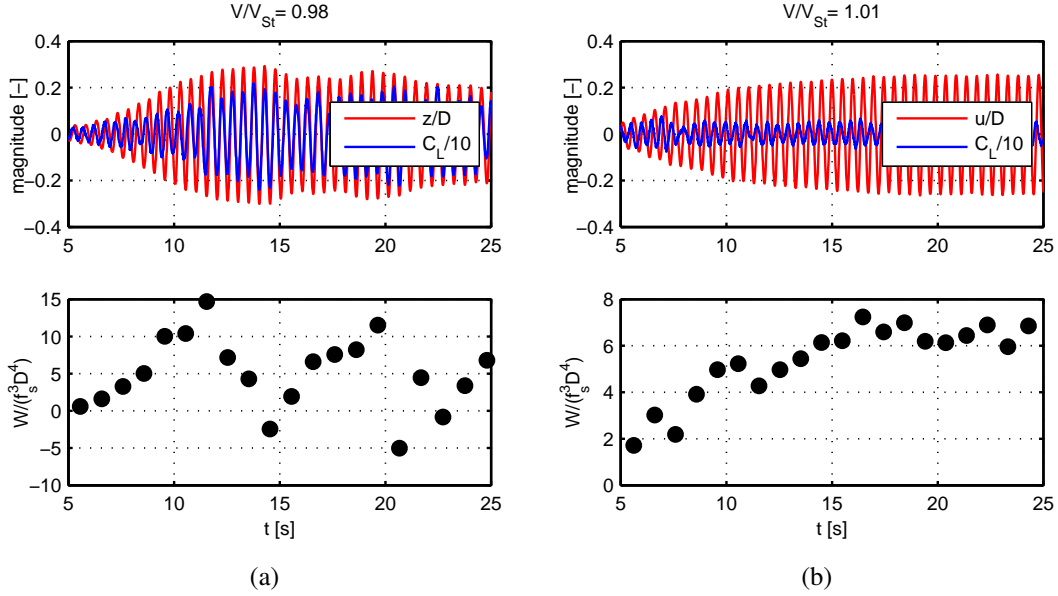 V/V_St= 0.98
0.4
0.2
0
−0.2
−0.4
magnitude [−]
z/D
C_L/10
5 10 15 20 25
15
10
5
0
−5
−10
W/(f_s^3D^4)
5 10 15 20 25
t [s]
(a)
V/V_St= 1.01
0.4
0.2
0
−0.2
−0.4
magnitude [−]
u/D
C_L/10
5 10 15 20 25
8
6
4
2
0
W/(f_s^3D^4)
5 10 15 20 25
t [s]
(b)